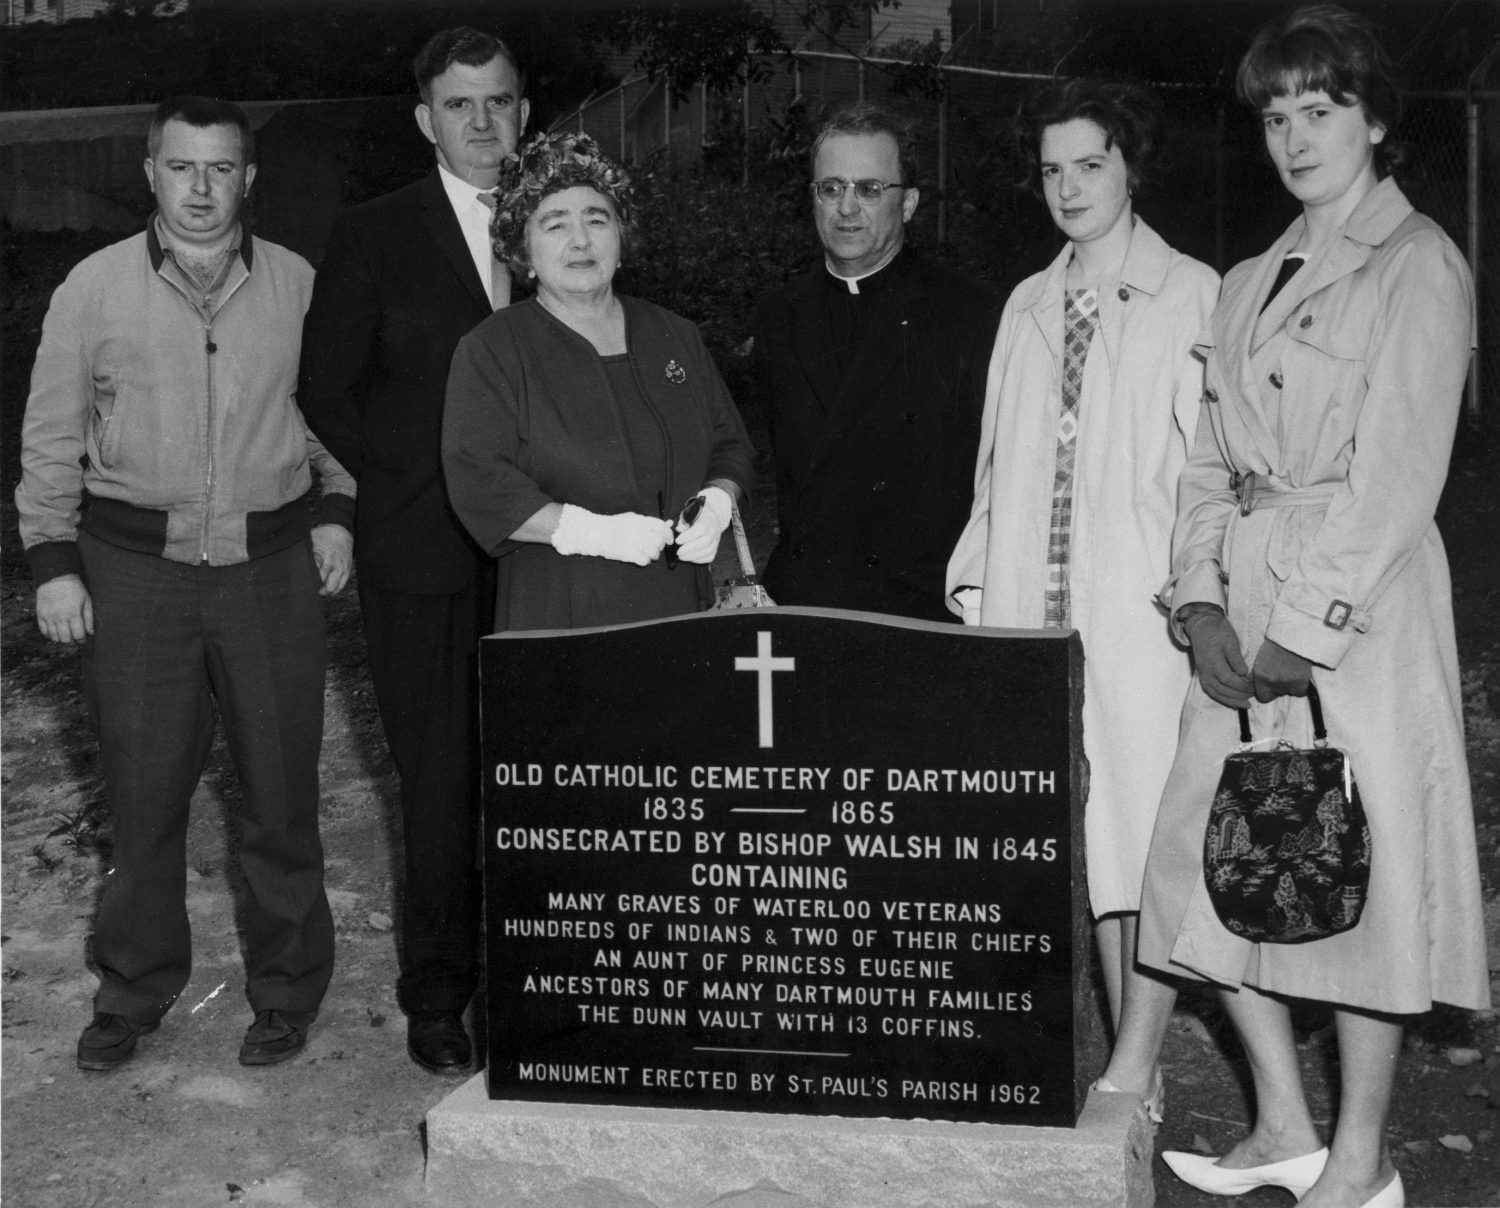 OLD CATHOLIC CEMETERY OF DARTMOUTH
1835 — 1865
CONSECRATED BY BISHOP WALSH IN 1845
CONTAINING
MANY GRAVES OF WATERLOO VETERANS
HUNDREDS OF INDIANS & TWO OF THEIR CHIEFS
AN AUNT OF PRINCESS EUGENIE
ANCESTORS OF MANY DARTMOUTH FAMILIES
THE DUNN VAULT WITH 13 COFFINS.
MONUMENT ERECTED BY ST. PAUL'S PARISH 1962